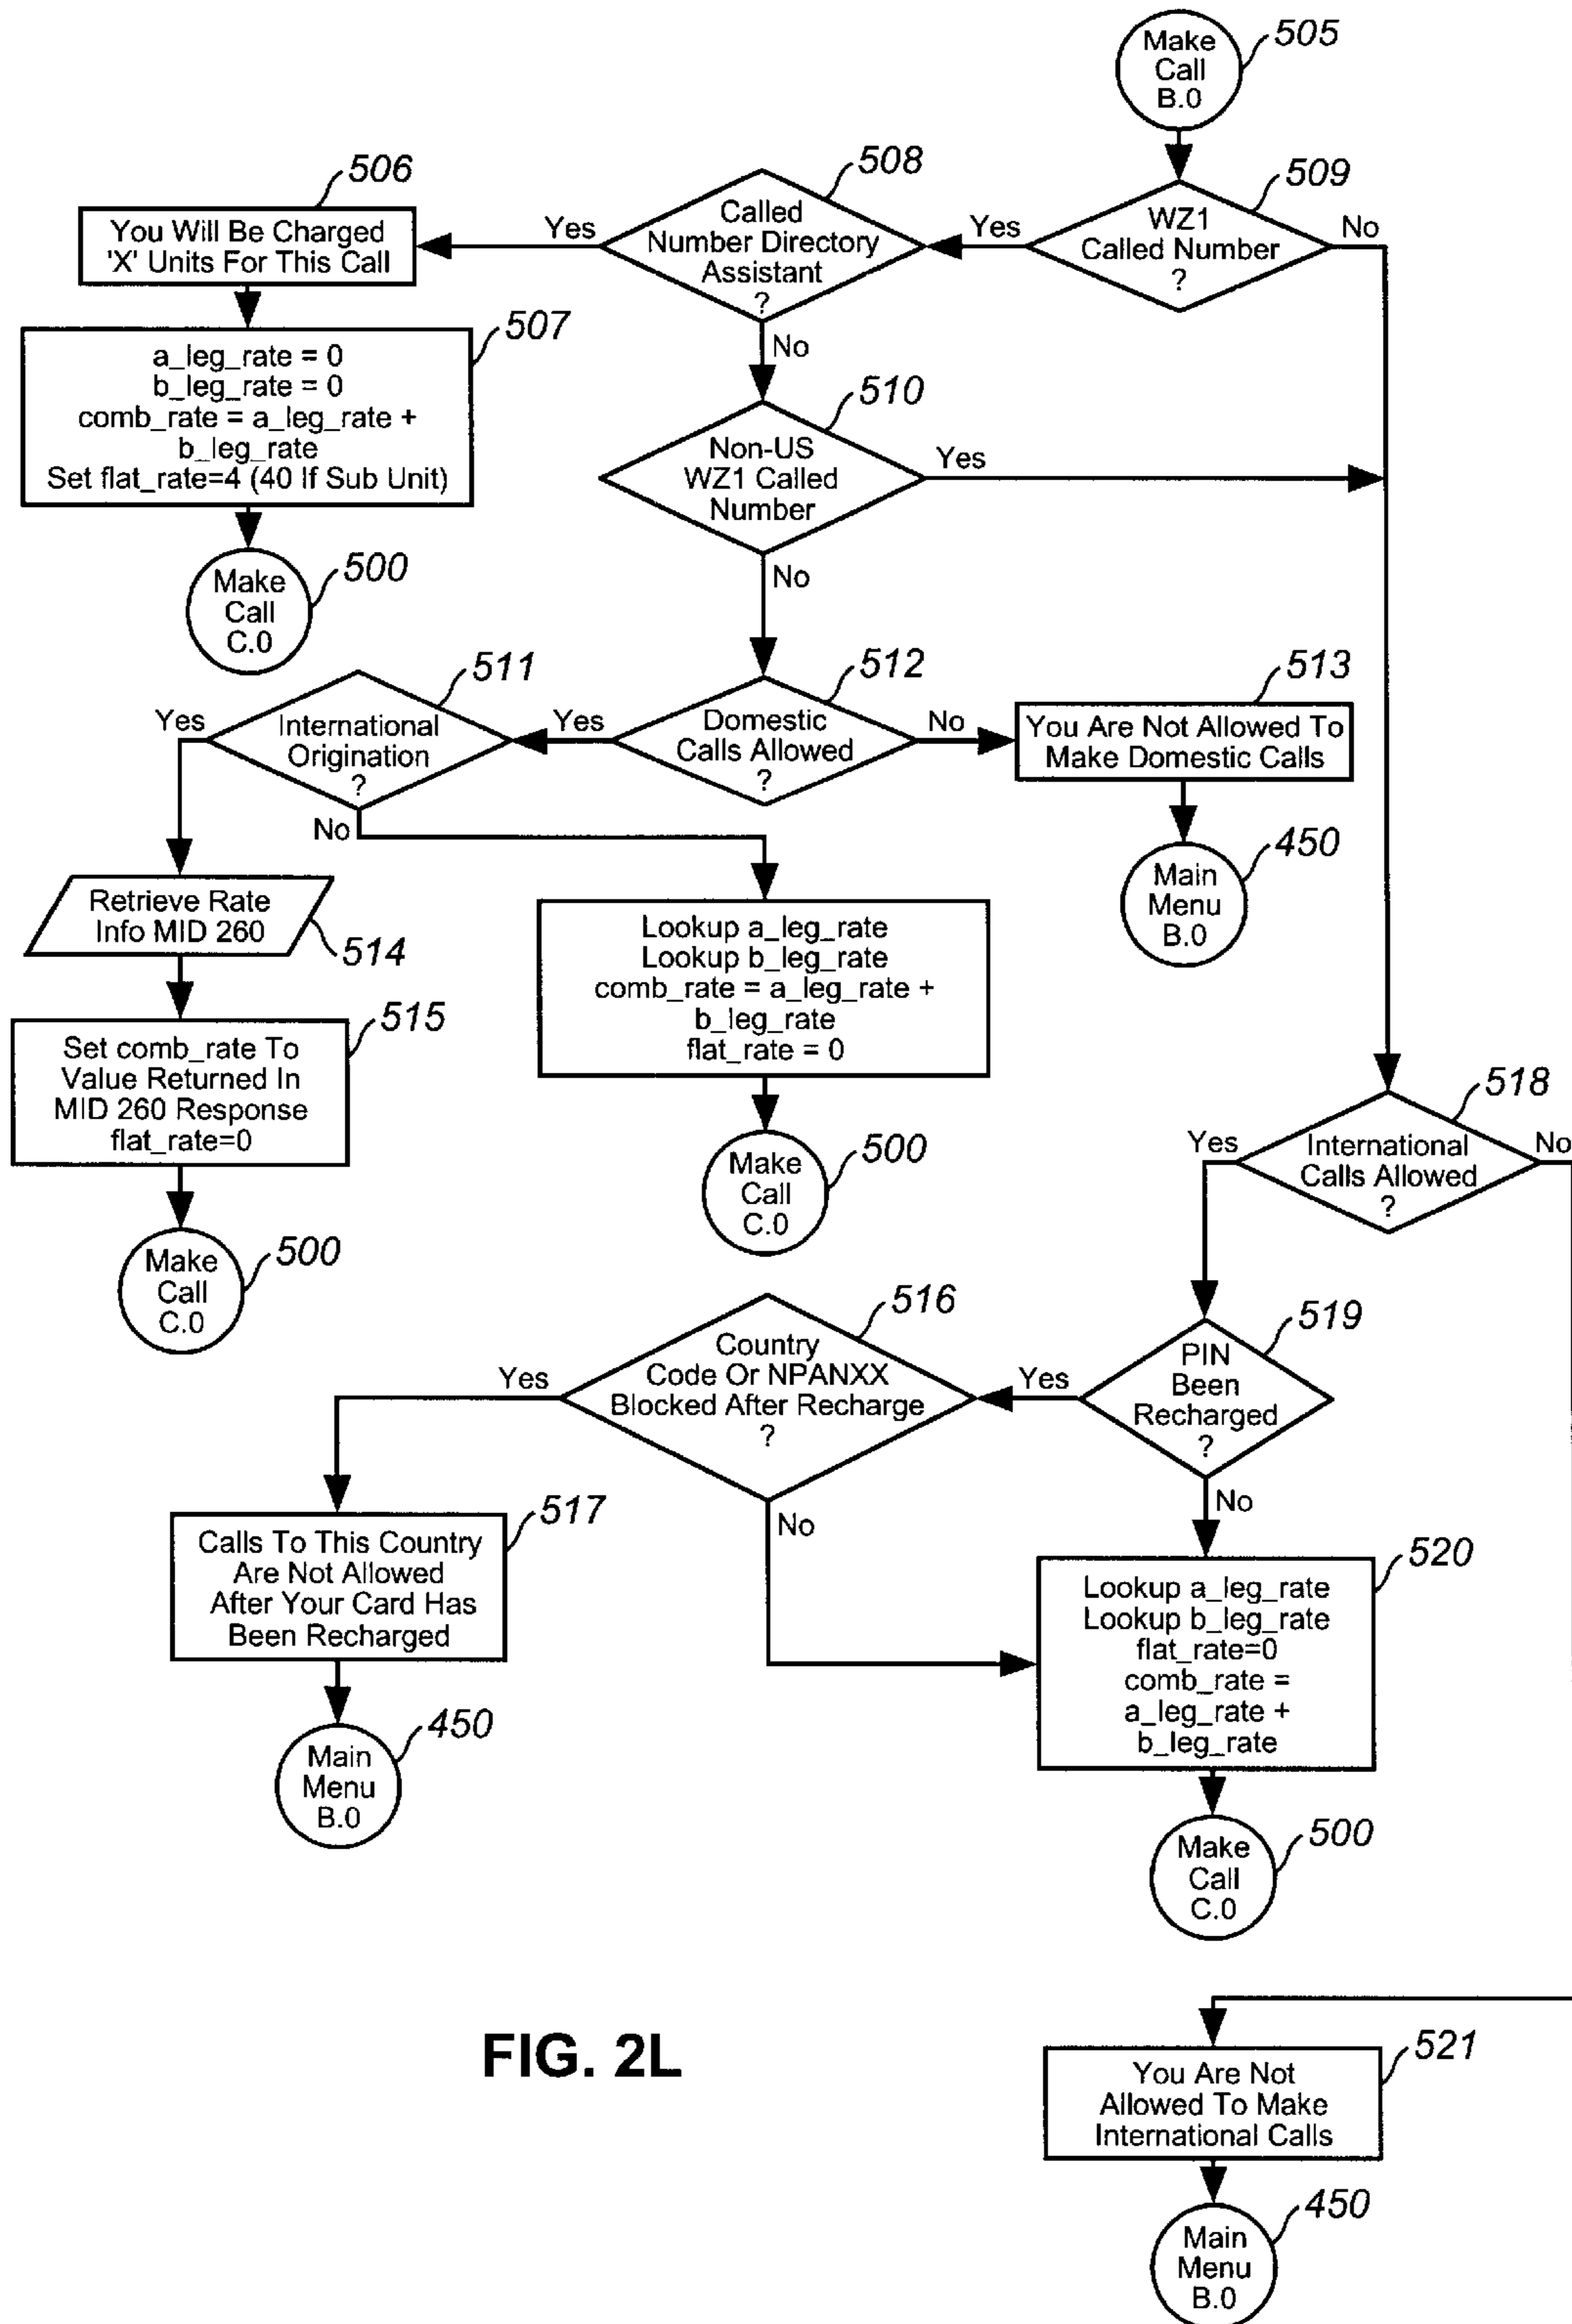 Make
Call
B.0
505
506
508
509
You Will Be Charged
'X' Units For This Call
Yes
Called
Number Directory
Assistant
?
Yes
WZ1
Called Number
?
No
507
a_leg_rate = 0
b_leg_rate = 0
comb_rate = a_leg_rate +
b_leg_rate
Set flat_rate=4 (40 If Sub Unit)
No
510
Non-US
WZ1 Called
Number
Yes
No
Make
Call
C.0
500
511
512
513
Yes
International
Origination
?
Yes
Domestic
Calls Allowed
?
No
You Are Not Allowed To
Make Domestic Calls
No
450
Main
Menu
B.0
Retrieve Rate
Info MID 260
514
Lookup a_leg_rate
Lookup b_leg_rate
comb_rate = a_leg_rate +
b_leg_rate
flat_rate = 0
515
Set comb_rate To
Value Returned In
MID 260 Response
flat_rate=0
518
Yes
International
Calls Allowed
?
No
Make
Call
C.0
500
Make
Call
C.0
500
516
519
Yes
Country
Code Or NPANXX
Blocked After Recharge
?
Yes
PIN
Been
Recharged
?
No
No
517
Calls To This Country
Are Not Allowed
After Your Card Has
Been Recharged
520
Lookup a_leg_rate
Lookup b_leg_rate
flat_rate=0
comb_rate =
a_leg_rate +
b_leg_rate
450
Main
Menu
B.0
500
Make
Call
C.0
FIG. 2L
521
You Are Not
Allowed To Make
International Calls
450
Main
Menu
B.0